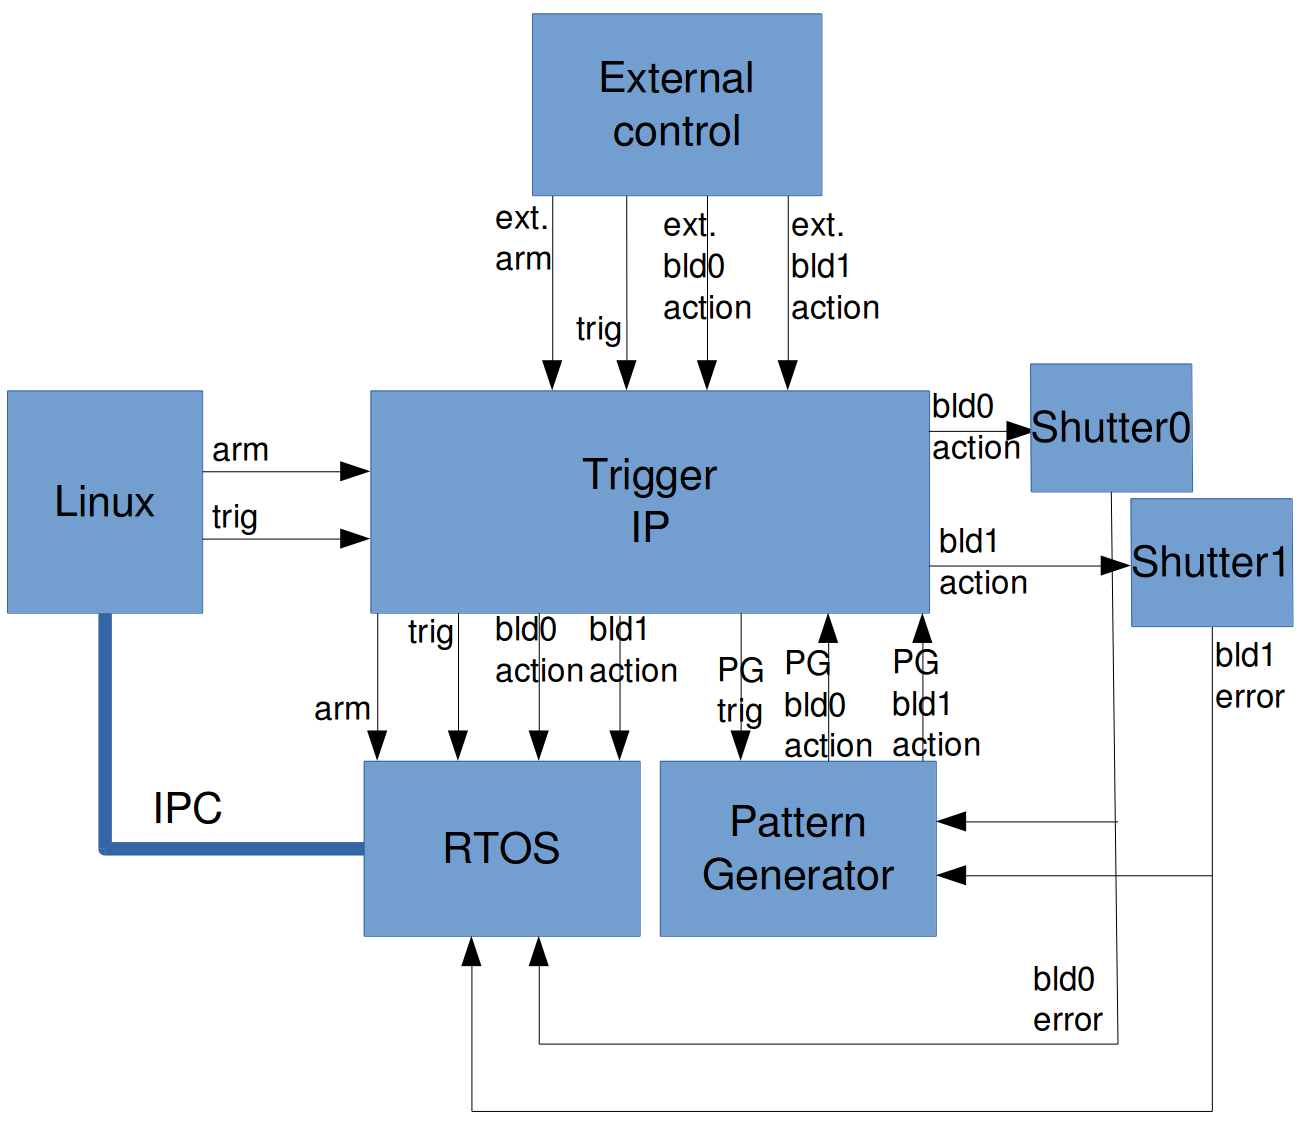 External
control
ext.
arm
trig
ext.
bld0
action
ext.
bld1
action
Linux
arm
trig
Trigger
IP
bld0
action
Shutter0
bld1
action
Shutter1
arm
trig
bld0
action
bld1
action
PG
trig
PG
bld0
action
PG
bld1
action
bld1
error
IPC
RTOS
Pattern
Generator
bld0
error